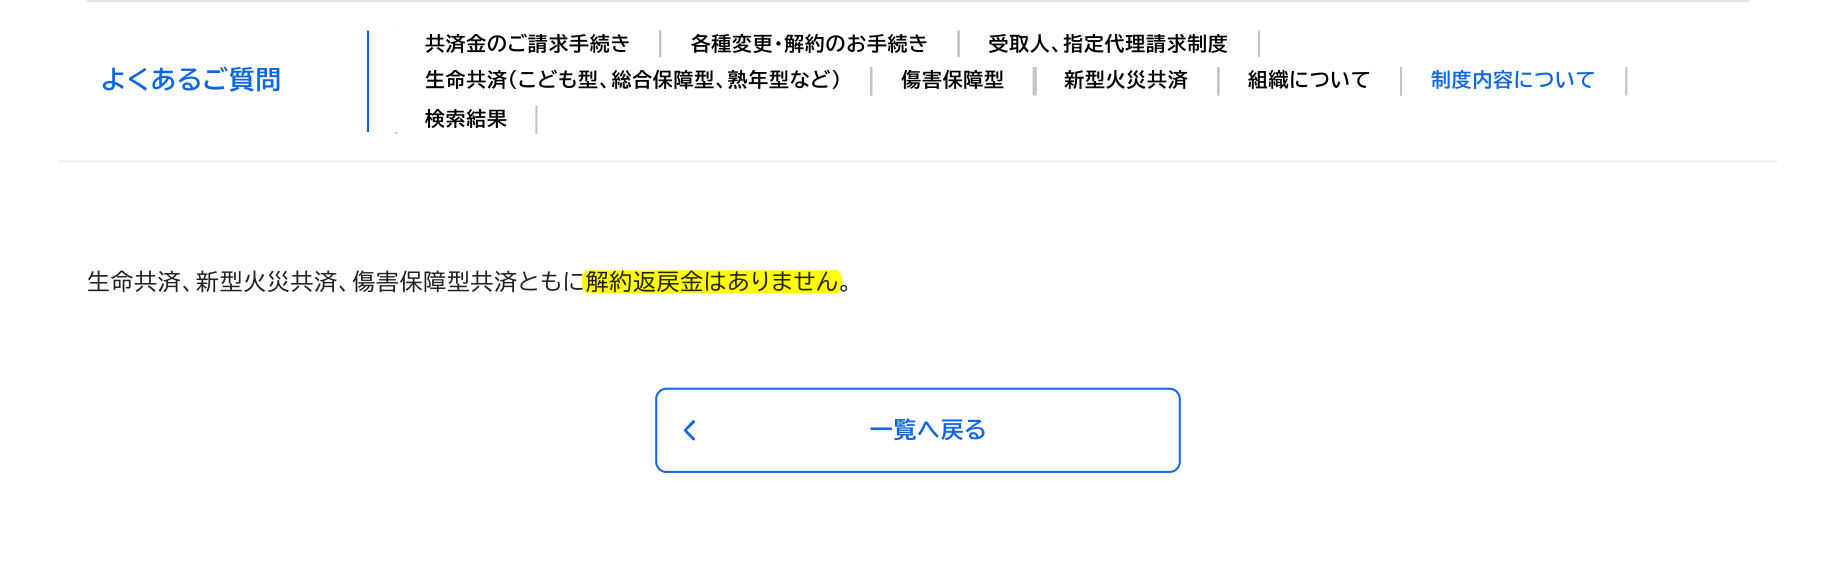 よくあるご質問
共済金のご請求手続き
各種変更・解約のお手続き
受取人、指定代理請求制度
生命共済（こども型、総合保障型、熟年型など）
傷害保障型
新型火災共済
組織について
制度内容について
検索結果
生命共済、新型火災共済、傷害保障型共済ともに解約返戻金はありません。
一覧へ戻る